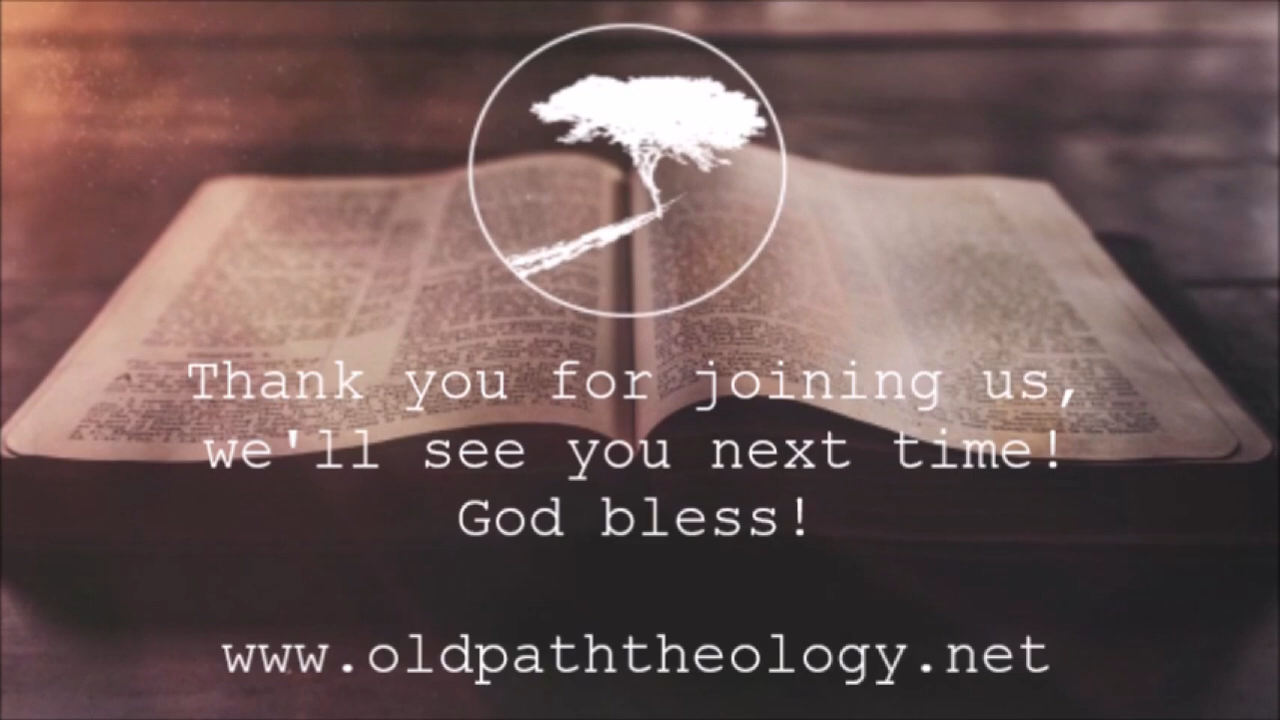 Thank you for joining us,
we'll see you next time!
God bless!
www.oldpaththeology.net